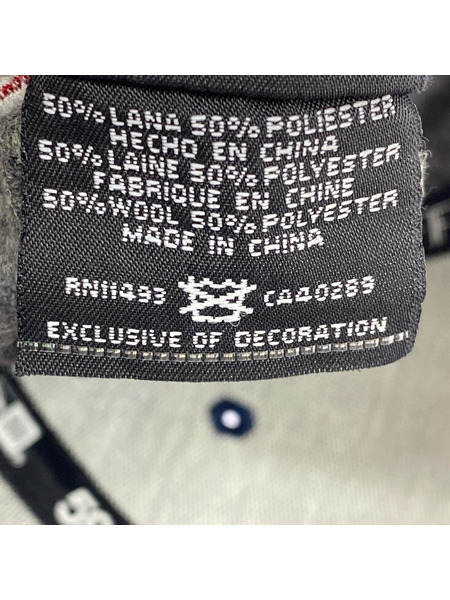 50% LANA 50% POLIESTER
HECHO EN CHINA
50% LAINE 50% POLYESTER
FABRIQUE EN CHINE
50% WOOL 50% POLYESTER
MADE IN CHINA
RN11493 CA40289
EXCLUSIVE OF DECORATION